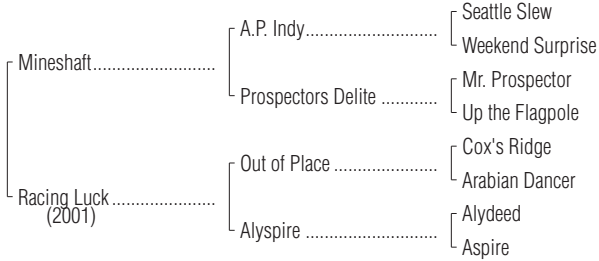 Seattle Slew
A.P. Indy
Weekend Surprise
Mineshaft
Mr. Prospector
Prospectors Delite
Up the Flagpole
Cox's Ridge
Out of Place
Arabian Dancer
Racing Luck
(2001)
Alydeed
Alyspire
Aspire